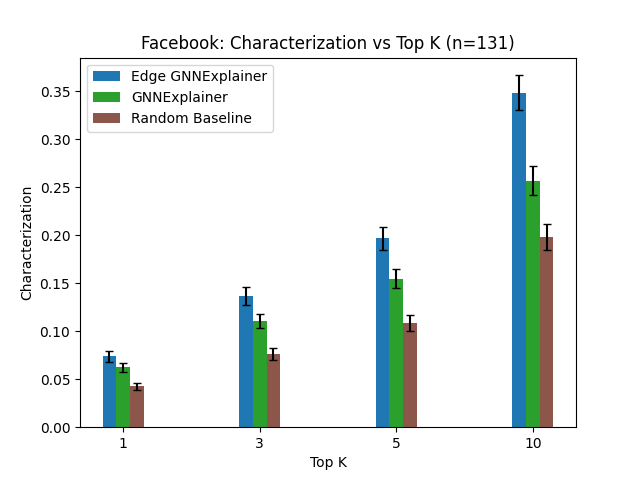 Facebook: Characterization vs Top K (n=131)
Edge GNNExplainer
GNNExplainer
Random Baseline
Characterization
0.35
0.30
0.25
0.20
0.15
0.10
0.05
0.00
1 3 5 10
Top K